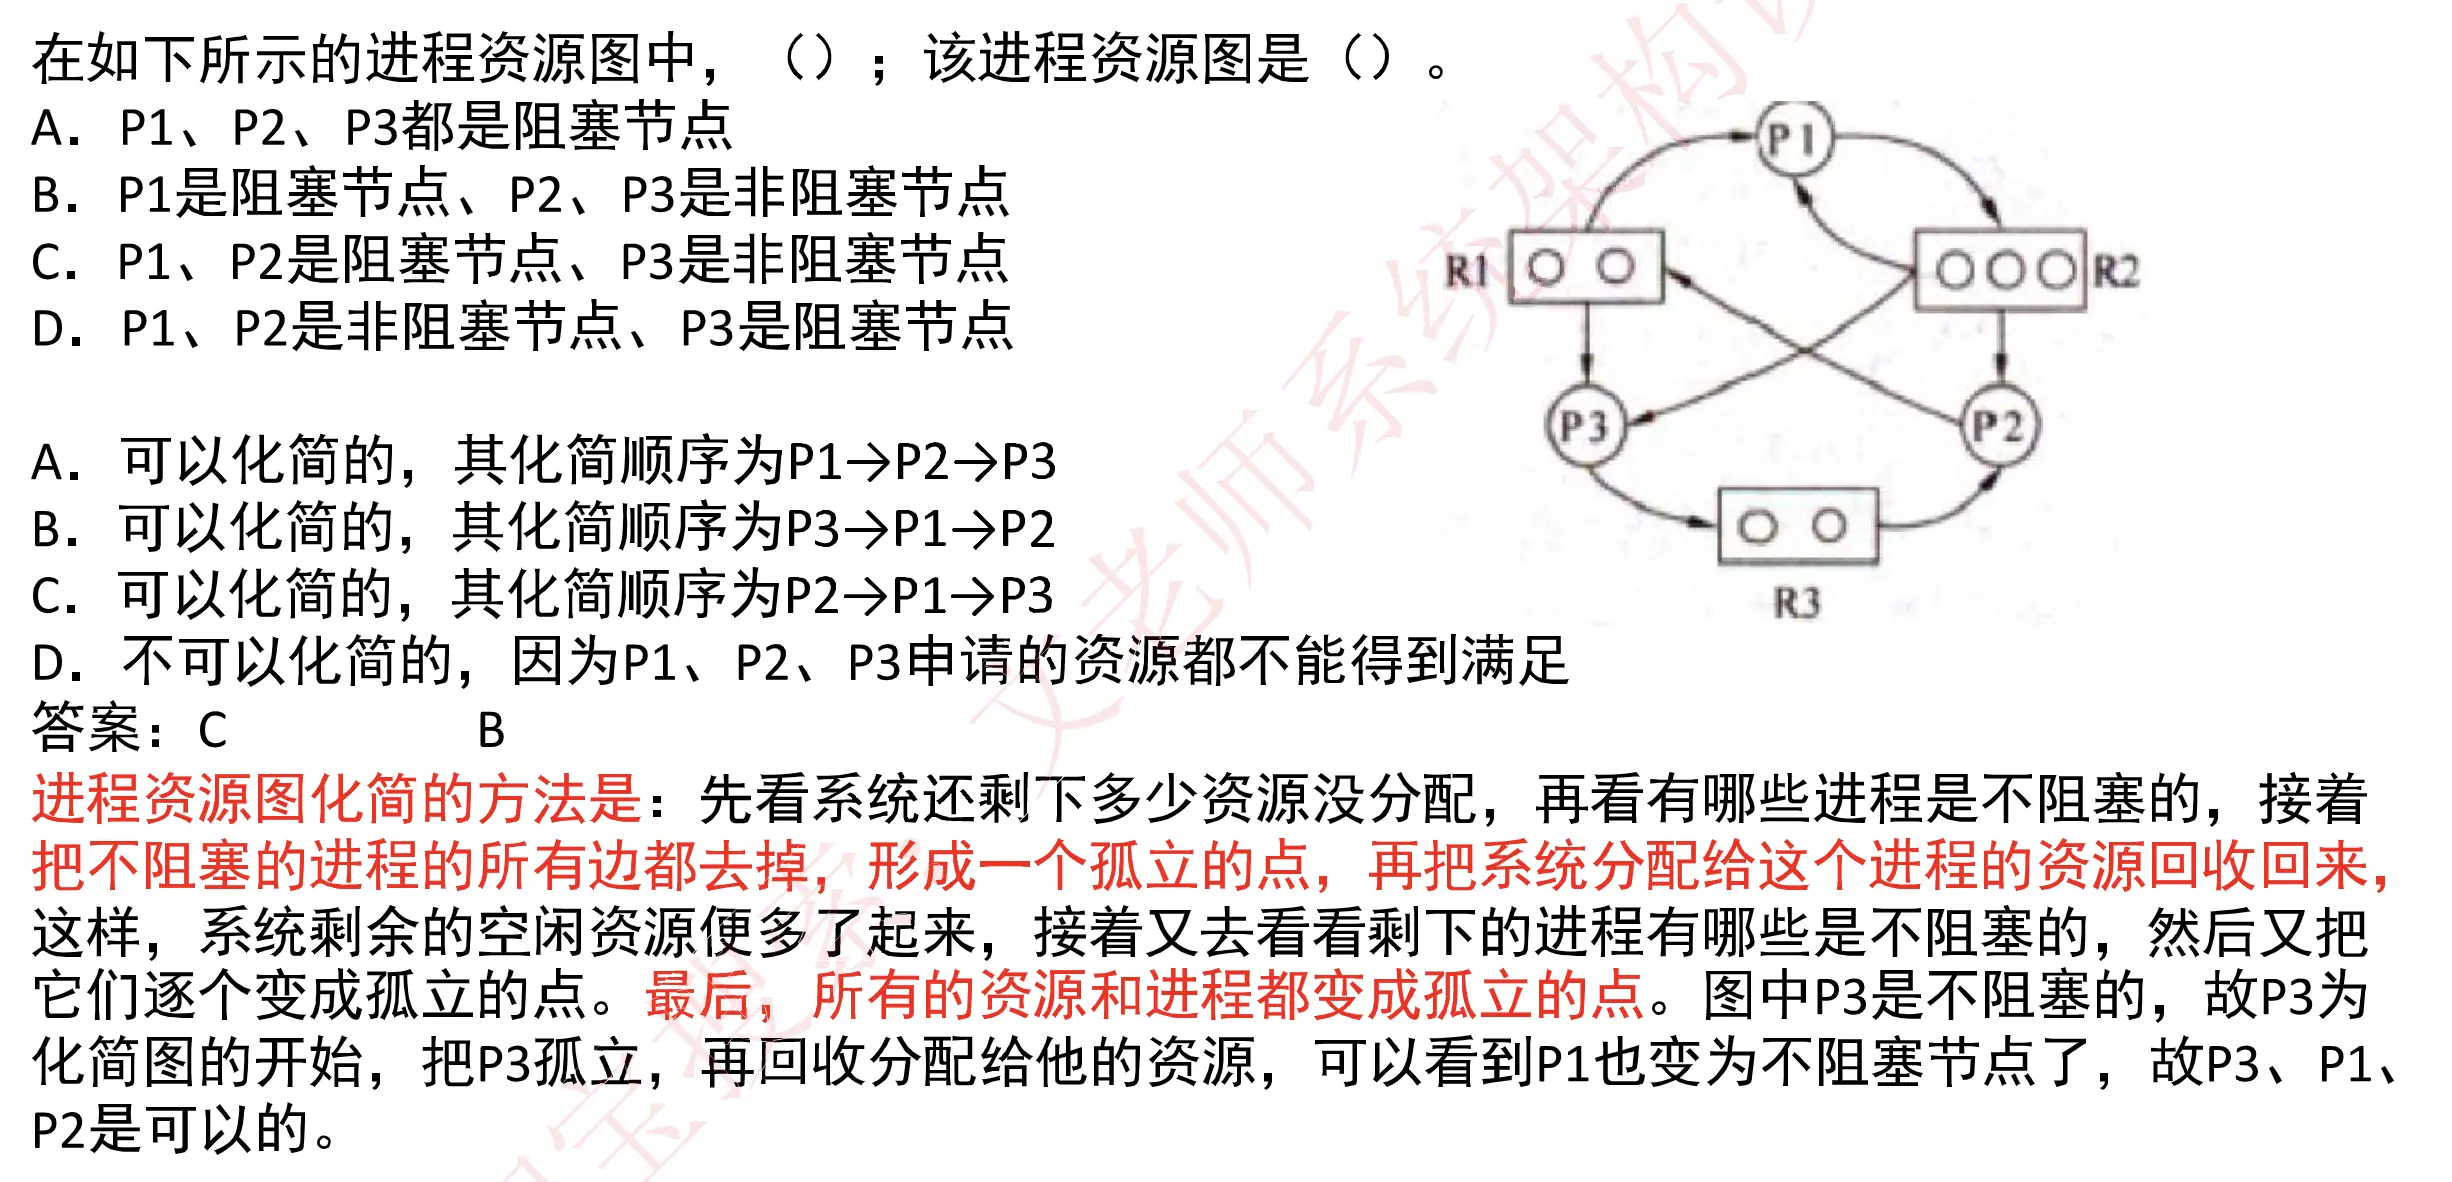 在如下所示的进程资源图中，（）；该进程资源图是（）。
A. P1、P2、P3都是阻塞节点
B. P1是阻塞节点、P2、P3是非阻塞节点
C. P1、P2是阻塞节点、P3是非阻塞节点
D. P1、P2是非阻塞节点、P3是阻塞节点
P1
R1
R2
P3
P2
R3
A. 可以化简的，其化简顺序为P1→P2→P3
B. 可以化简的，其化简顺序为P3→P1→P2
C. 可以化简的，其化简顺序为P2→P1→P3
D. 不可以化简的，因为P1、P2、P3申请的资源都不能得到满足
答案：C B
进程资源图化简的方法是：先看系统还剩下多少资源没分配，再看有哪些进程是不阻塞的，接着
把不阻塞的进程的所有边都去掉，形成一个孤立的点，再把系统分配给这个进程的资源回收回来，
这样，系统剩余的空闲资源便多了起来，接着又去看看剩下的进程有哪些是不阻塞的，然后又把
它们逐个变成孤立的点。最后，所有的资源和进程都变成孤立的点。图中P3是不阻塞的，故P3为
化简图的开始，把P3孤立，再回收分配给他的资源，可以看到P1也变为不阻塞节点了，故P3、P1、
P2是可以的。
文老师系统架构